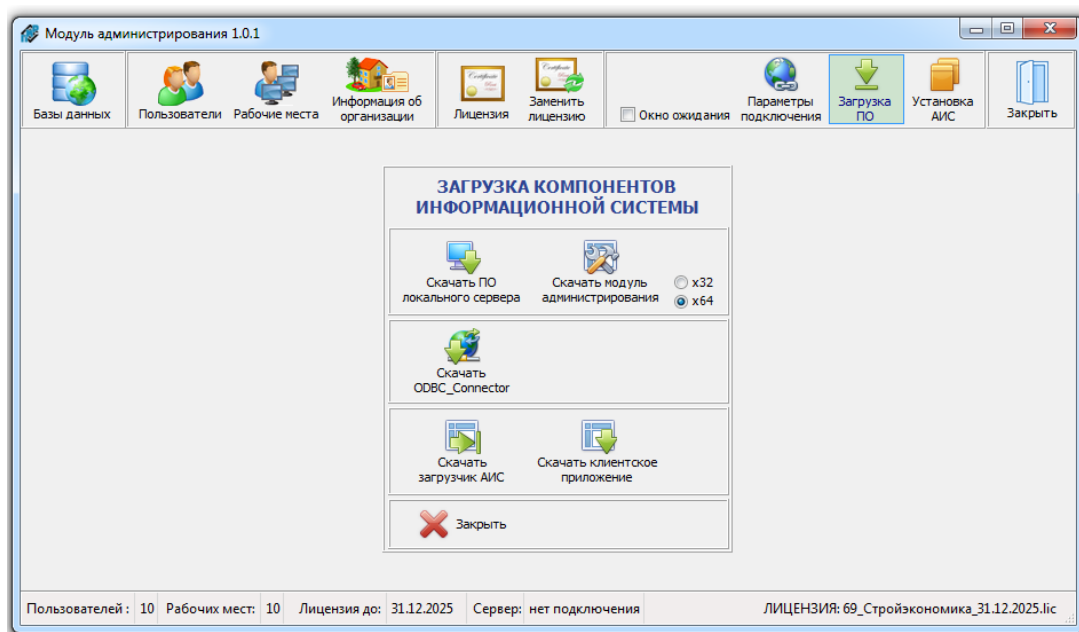 Модуль администрирования 1.0.1
Базы данных
Пользователи
Рабочие места
Информация об
организации
Лицензия
Заменить
лицензию
Окно ожидания
Параметры
подключения
Загрузка
ПО
Установка
АИС
Закрыть
ЗАГРУЗКА КОМПОНЕНТОВ
ИНФОРМАЦИОННОЙ СИСТЕМЫ
Скачать ПО
локального сервера
Скачать модуль
администрирования
x32
x64
Скачать
ODBC_Connector
Скачать
загрузчик АИС
Скачать клиентское
приложение
Закрыть
Пользователей : 10 Рабочих мест: 10 Лицензия до: 31.12.2025 Сервер: нет подключения ЛИЦЕНЗИЯ: 69_Стройэкономика_31.12.2025.lic